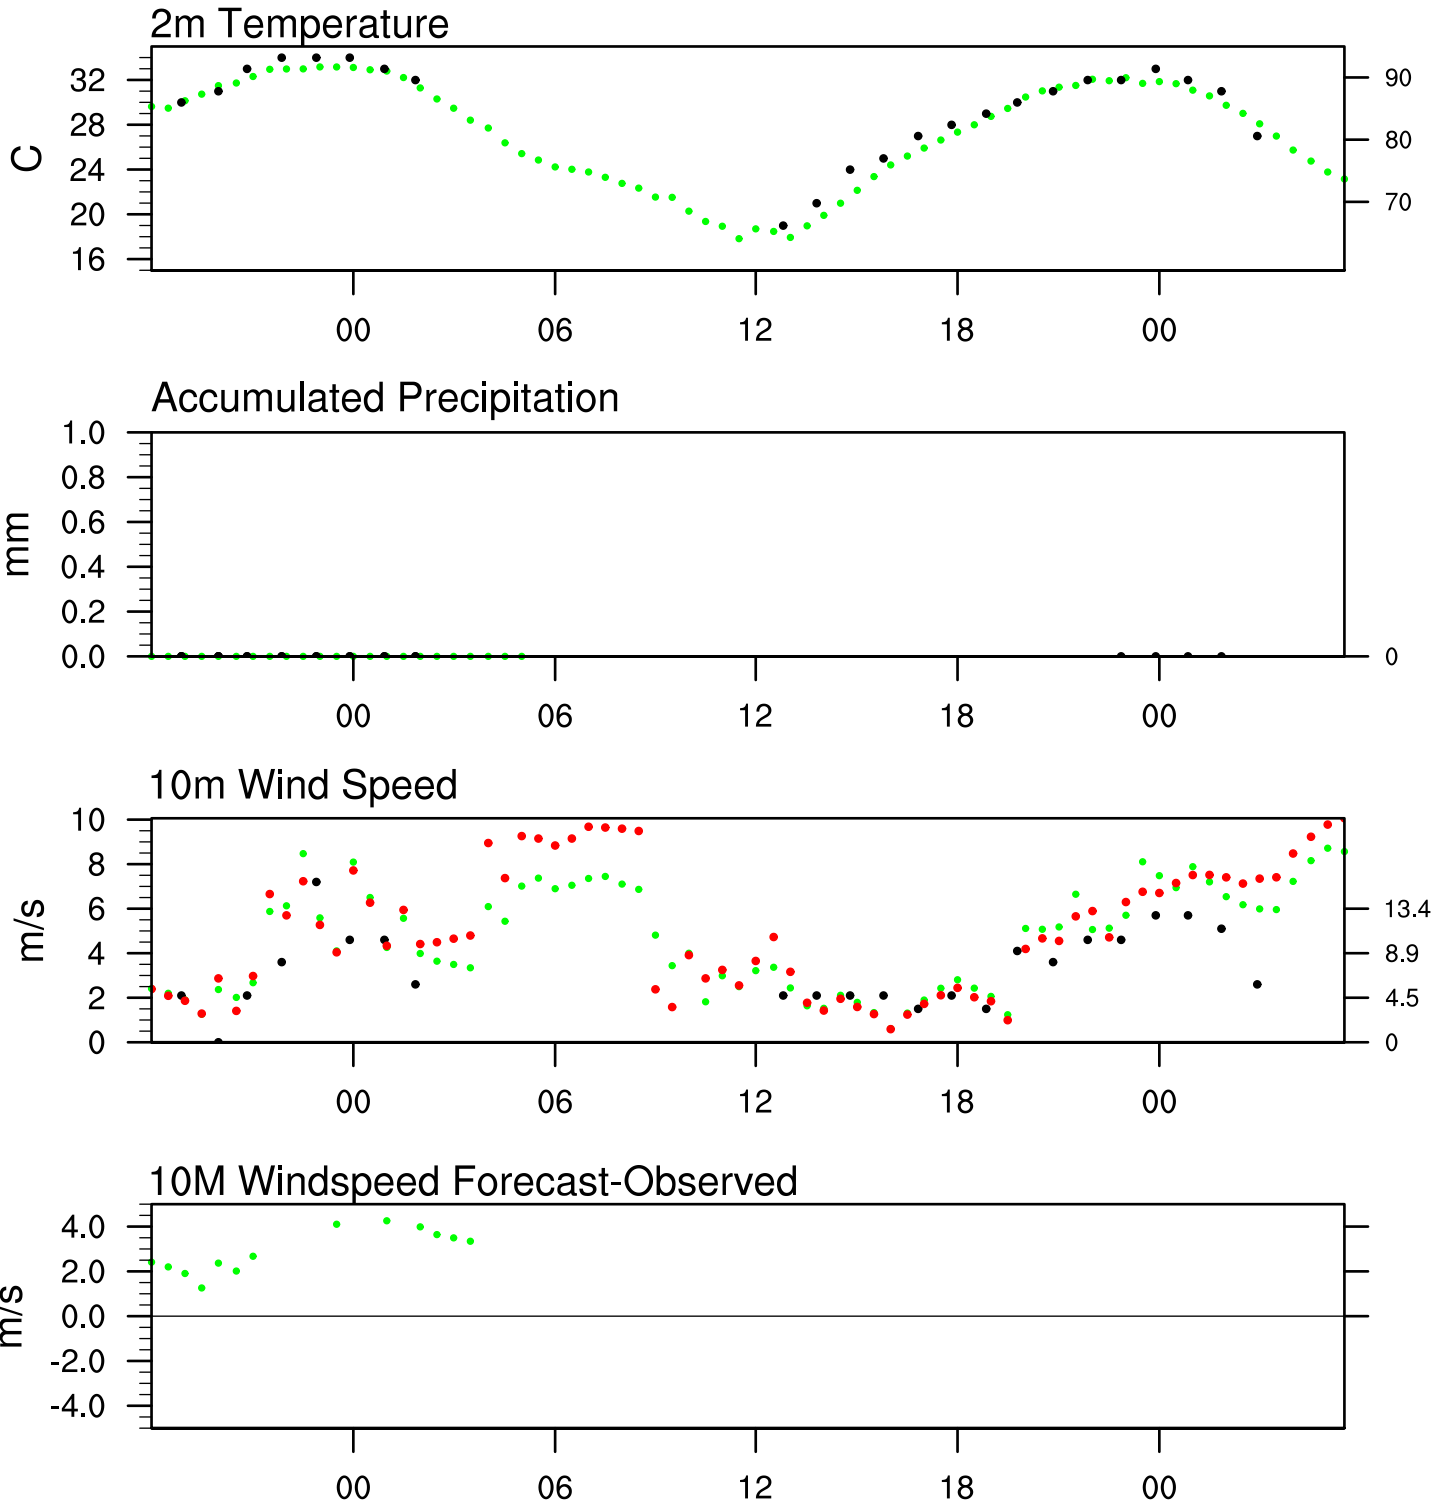 2m Temperature
C
32
28
24
20
16
90
80
70
00 06 12 18 00
Accumulated Precipitation
mm
1.0
0.8
0.6
0.4
0.2
0.0
0
00 06 12 18 00
10m Wind Speed
m/s
10
8
6
4
2
0
13.4
8.9
4.5
0
00 06 12 18 00
10M Windspeed Forecast-Observed
m/s
4.0
2.0
0.0
-2.0
-4.0
00 06 12 18 00